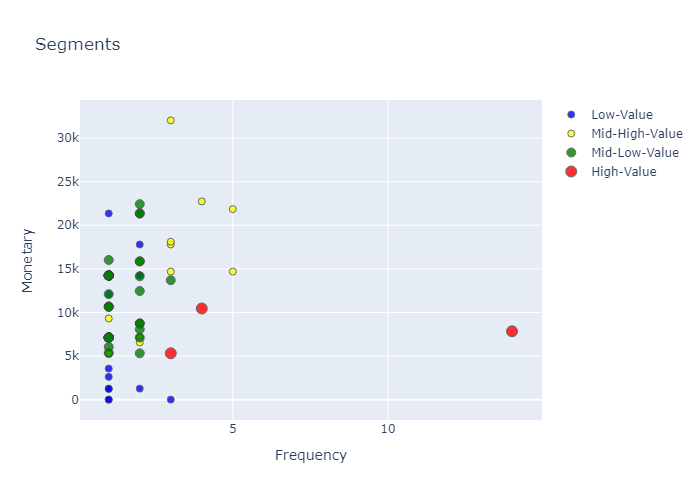 Segments
Low-Value
Mid-High-Value
Mid-Low-Value
High-Value
30k
25k
20k
15k
10k
5k
0
Monetary
5
10
Frequency